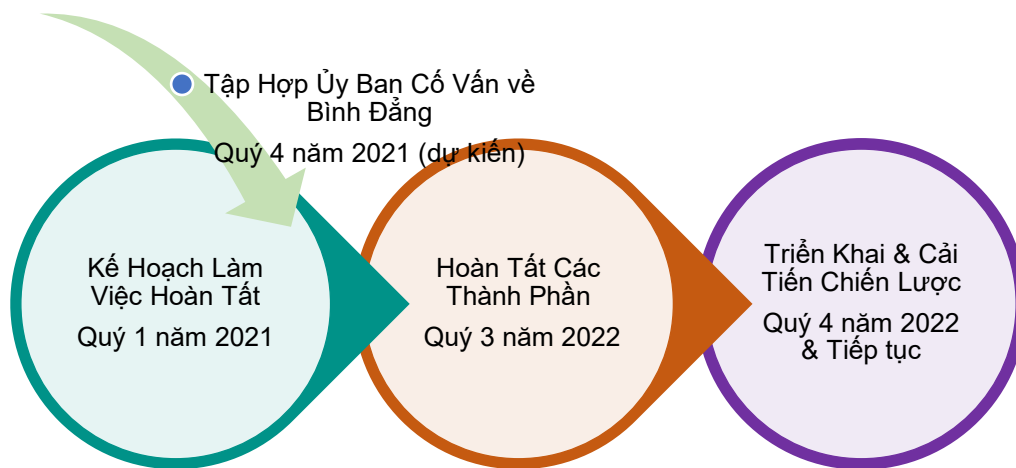 Tập Hợp Ủy Ban Cố Vấn về
Bình Đẳng
Quý 4 năm 2021 (dự kiến)
Kế Hoạch Làm
Việc Hoàn Tất
Quý 1 năm 2021
Hoàn Tất Các
Thành Phần
Quý 3 năm 2022
Triển Khai & Cải
Tiến Chiến Lược
Quý 4 năm 2022
& Tiếp tục